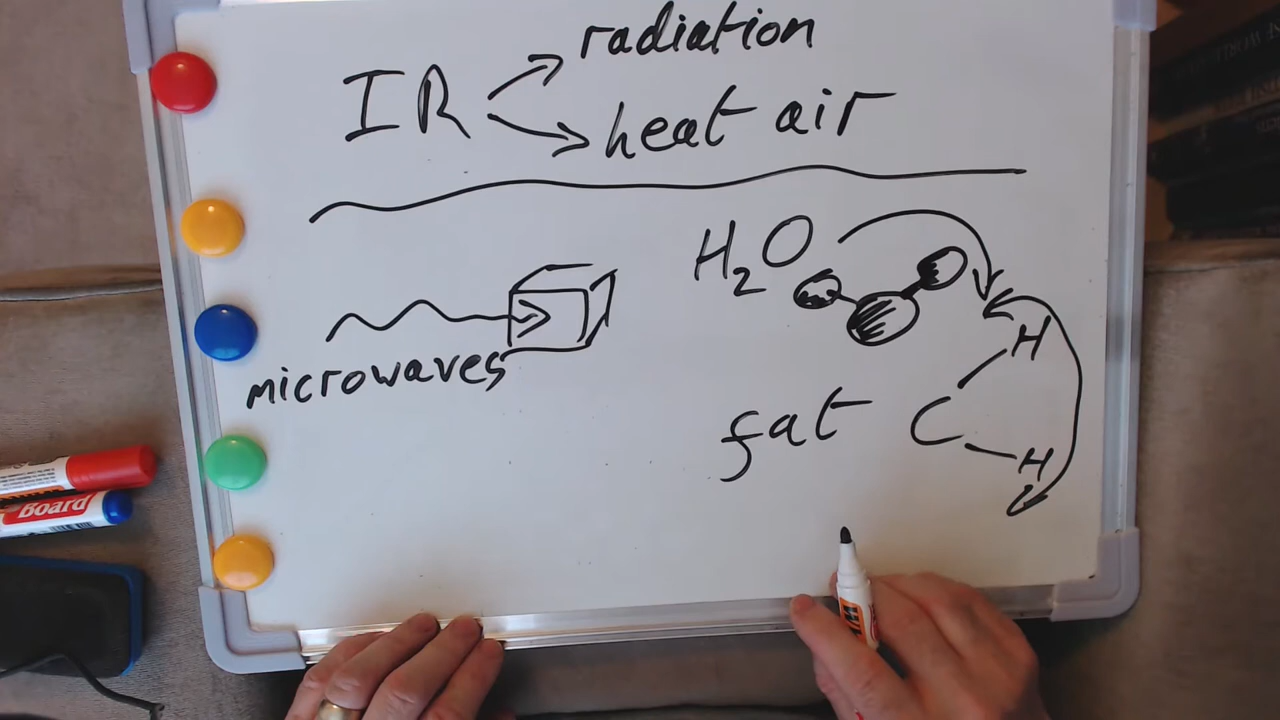 radiation
IR
heat air
H₂O
microwaves
H
fat C
H
Board